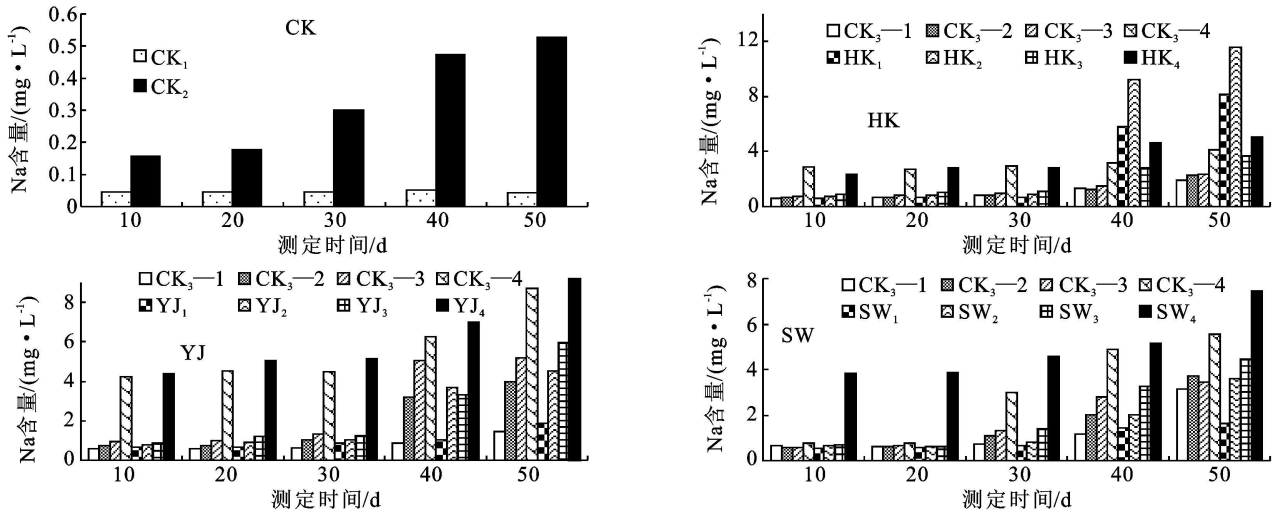 CK
CK₁
CK₂
Na含量/(mg·L⁻¹)
0.6
0.5
0.4
0.3
0.2
0.1
0
10 20 30 40 50
测定时间/d
CK₃—1 CK₃—2 CK₃—3 CK₃—4
HK₁ HK₂ HK₃ HK₄
HK
Na含量/(mg·L⁻¹)
12
8
4
0
10 20 30 40 50
测定时间/d
CK₃—1 CK₃—2 CK₃—3 CK₃—4
YJ₁ YJ₂ YJ₃ YJ₄
YJ
Na含量/(mg·L⁻¹)
8
6
4
2
0
10 20 30 40 50
测定时间/d
CK₃—1 CK₃—2 CK₃—3 CK₃—4
SW₁ SW₂ SW₃ SW₄
SW
Na含量/(mg·L⁻¹)
8
6
4
2
0
10 20 30 40 50
测定时间/d